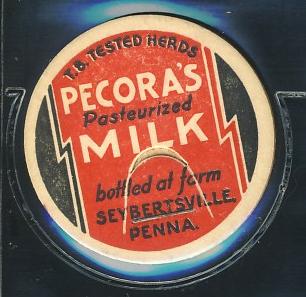 T.B. TESTED HERDS
PECORA'S
Pasteurized
MILK
bottled at farm
SEYBERTSVILLE,
PENNA.